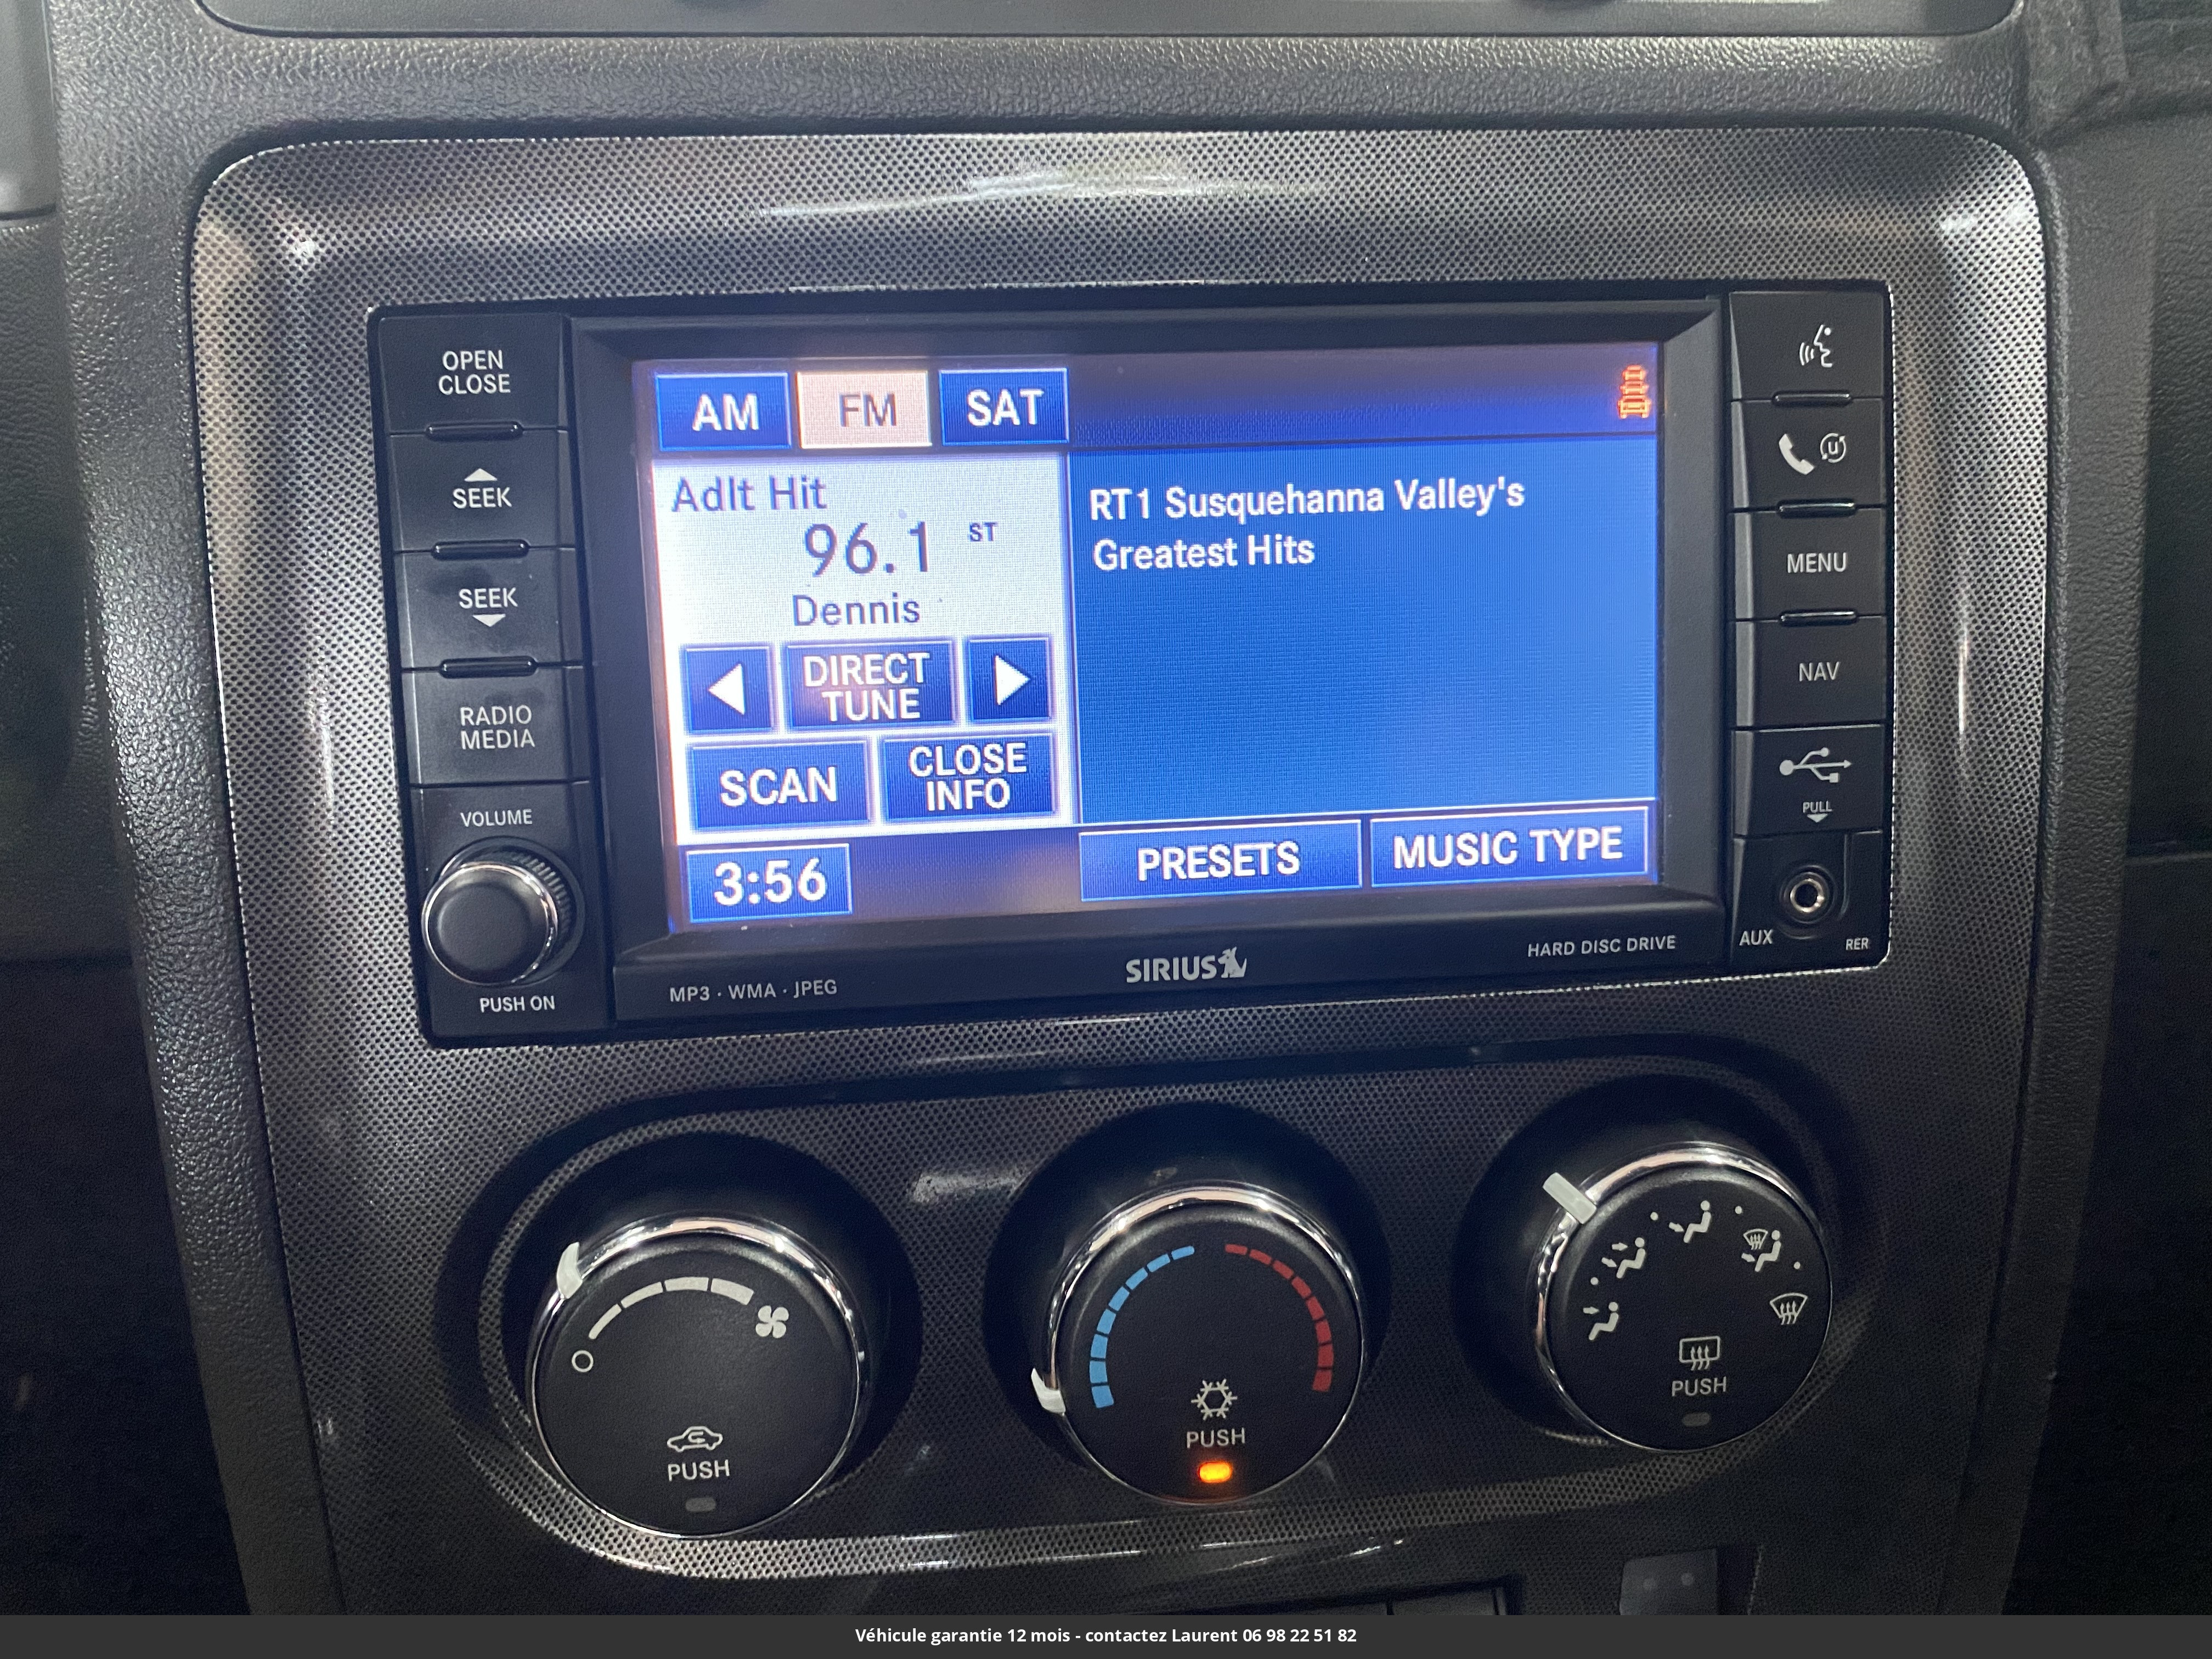 OPEN
CLOSE
SEEK
SEEK
RADIO
MEDIA
VOLUME
PUSH ON
AM FM SAT
Adlt Hit
96.1 ST
Dennis
DIRECT
TUNE
SCAN
CLOSE
INFO
3:56
RT1 Susquehanna Valley's
Greatest Hits
PRESETS
MUSIC TYPE
MP3 · WMA · JPEG
SIRIUS
HARD DISC DRIVE
MENU
NAV
PULL
AUX
RER
PUSH
PUSH
PUSH
Véhicule garantie 12 mois - contactez Laurent 06 98 22 51 82